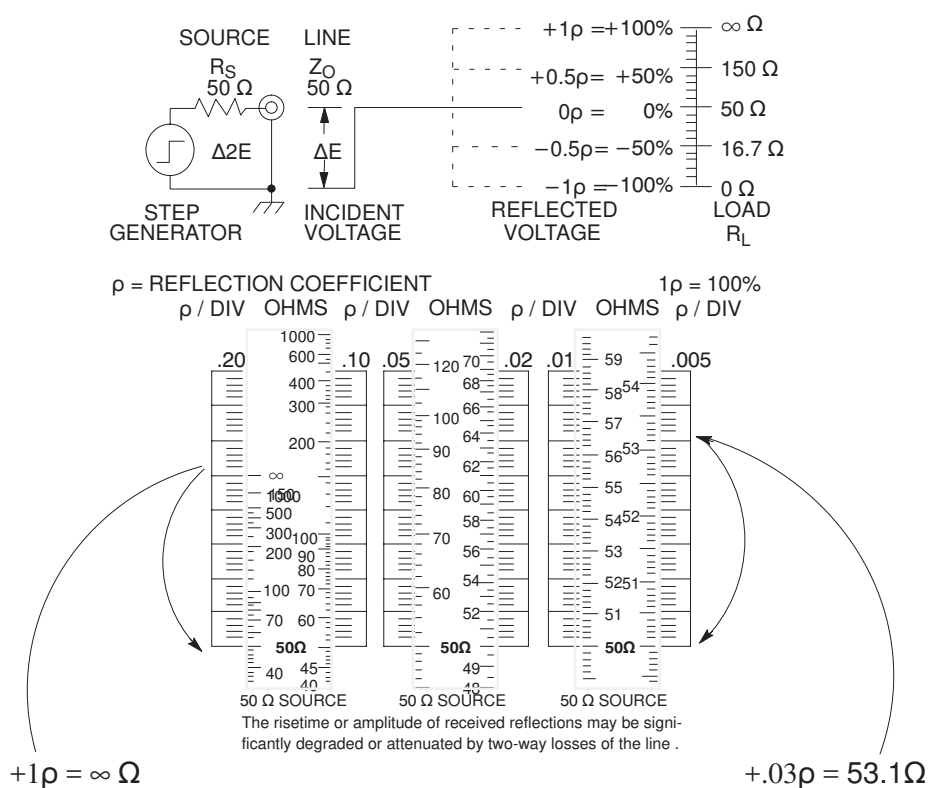 SOURCE LINE
RS ZO
50 Ω 50 Ω
Δ2E ΔE
STEP GENERATOR
INCIDENT VOLTAGE
+1ρ =+100% ∞ Ω
+0.5ρ= +50% 150 Ω
0ρ = 0% 50 Ω
−0.5ρ = −50% 16.7 Ω
−1ρ =−100% 0 Ω
REFLECTED VOLTAGE
LOAD
RL
ρ = REFLECTION COEFFICIENT 1ρ = 100%
ρ / DIV OHMS ρ / DIV OHMS ρ / DIV OHMS ρ / DIV
.20 .10 .05 .02 .01 .005
1000
600
400
300
200
∞
150
1000
500
300 100
200 90
80
100 70
70 60
50Ω
40 45
40
120 70
68
66
100 64
90
62
80 60
58
70
56
54
60
52
50Ω
49
48
59
58 54
57
56 53
55
54 52
53
52 51
51
50Ω
50 Ω SOURCE 50 Ω SOURCE 50 Ω SOURCE
The risetime or amplitude of received reflections may be signi-
ficantly degraded or attenuated by two-way losses of the line .
+1ρ = ∞ Ω +.03ρ = 53.1Ω